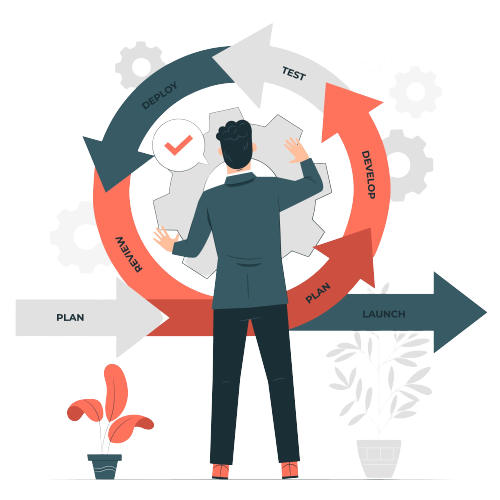 TEST
DEPLOY
DEVELOP
REVIEW
PLAN
PLAN
LAUNCH